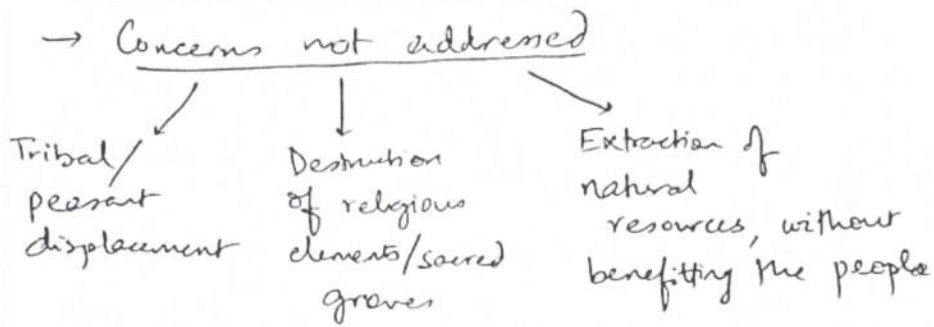 → Concerns not addressed
Tribal/
peasant
displacement
Destruction
of religious
elements/sacred
groves
Extraction of
natural
resources, without
benefitting the people